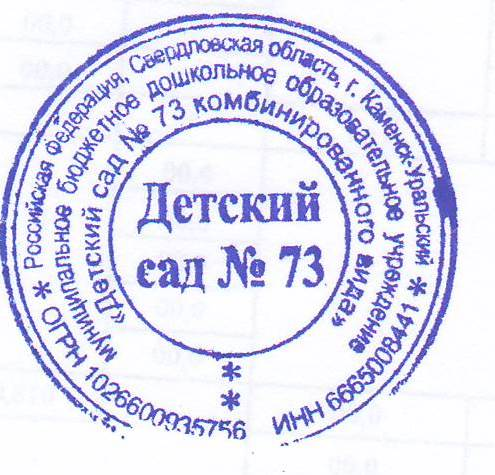 Российская Федерация, Свердловская область, г. Каменск-Уральский
* ОГРН 1026600935756
ИНН 6665008441 *
муниципальное бюджетное дошкольное образовательное учреждение
«Детский сад № 73 комбинированного вида»
Детский
сад № 73
*
*